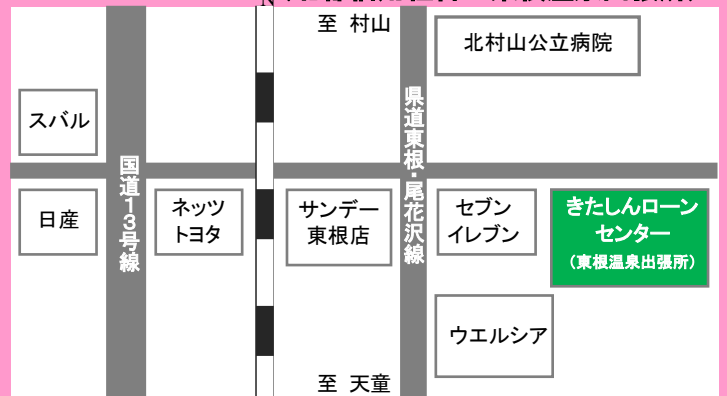 N
至 村山
北村山公立病院
スバル
国道13号線
県道東根・尾花沢線
日産
ネッツ
トヨタ
サンデー
東根店
セブン
イレブン
きたしんローン
センター
(東根温泉出張所)
ウエルシア
至 天童